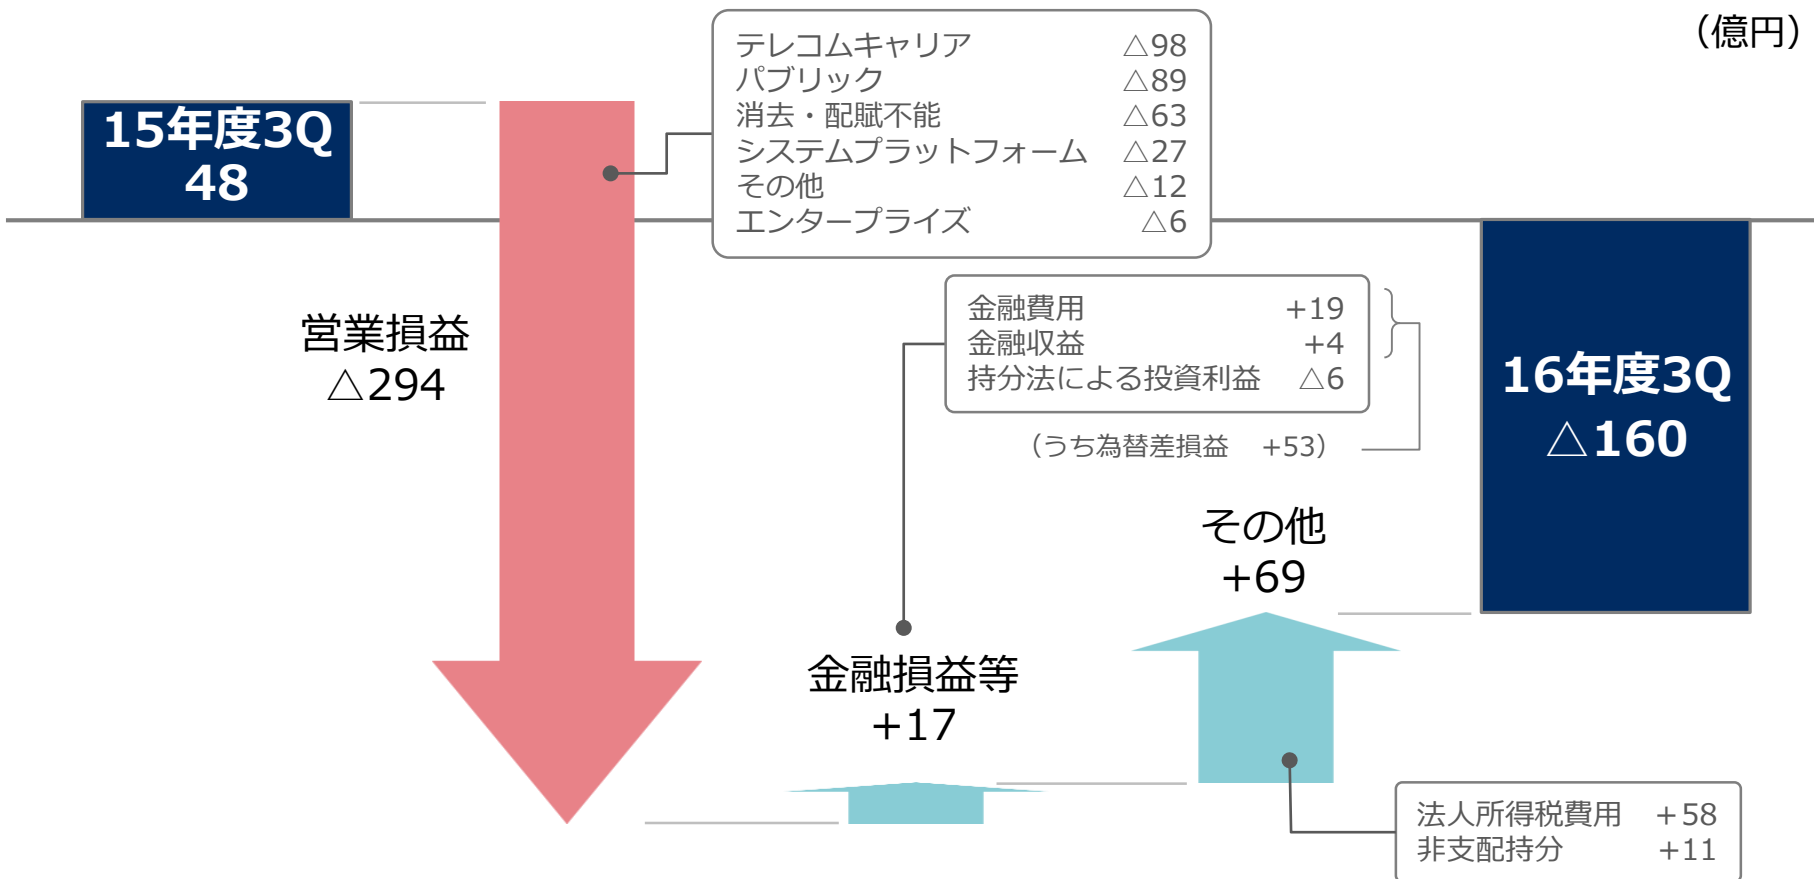 （億円）
15年度3Q
48
テレコムキャリア △98
パブリック △89
消去・配賦不能 △63
システムプラットフォーム △27
その他 △12
エンタープライズ △6
営業損益
△294
金融費用 +19
金融収益 +4
持分法による投資利益 △6
（うち為替差損益 +53）
16年度3Q
△160
その他
+69
金融損益等
+17
法人所得税費用 +58
非支配持分 +11